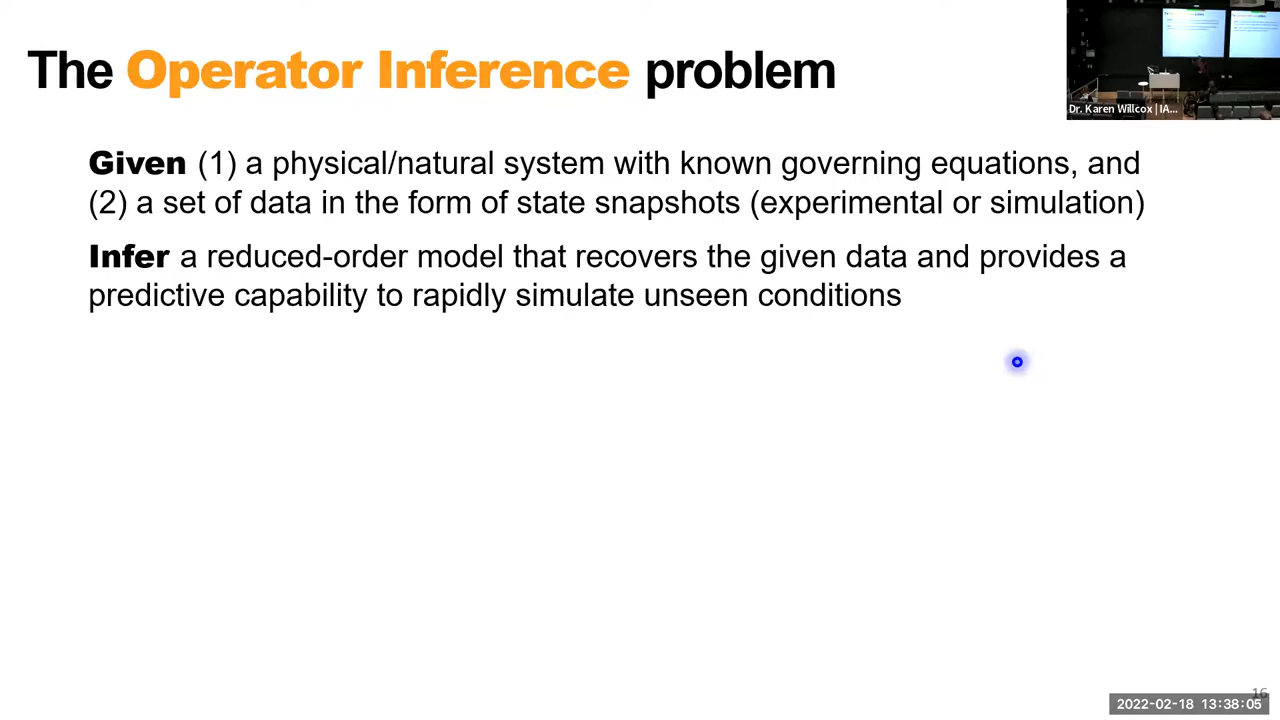 The Operator Inference problem
Dr. Karen Willcox | IA...
Given (1) a physical/natural system with known governing equations, and
(2) a set of data in the form of state snapshots (experimental or simulation)
Infer a reduced-order model that recovers the given data and provides a
predictive capability to rapidly simulate unseen conditions
16
2022-02-18 13:38:05